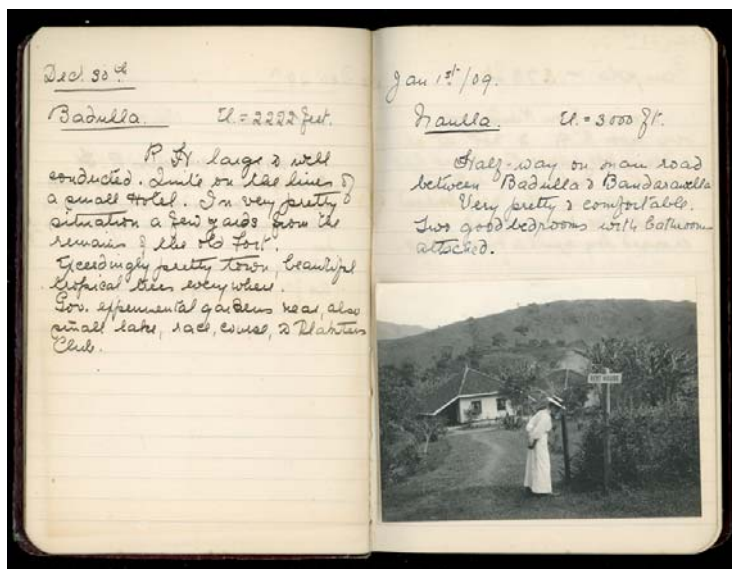 Dec. 30th
Badulla. El. = 2222 feet.
R H large & well
conducted. Quite on the lines of
a small Hotel. In very pretty
situation a few yards from the
remains of the old Fort.
Exceedingly pretty town, beautiful
tropical trees everywhere.
Gov. experimental gardens near, also
small lake, race, course, & Planters
Club.
Jan 1st/09.
El. = 3000 ft.
Half-way on main road
between Badulla & Bandarawella
Very pretty & comfortable.
Two good bedrooms with bathrooms
attached.
REST HOUSE